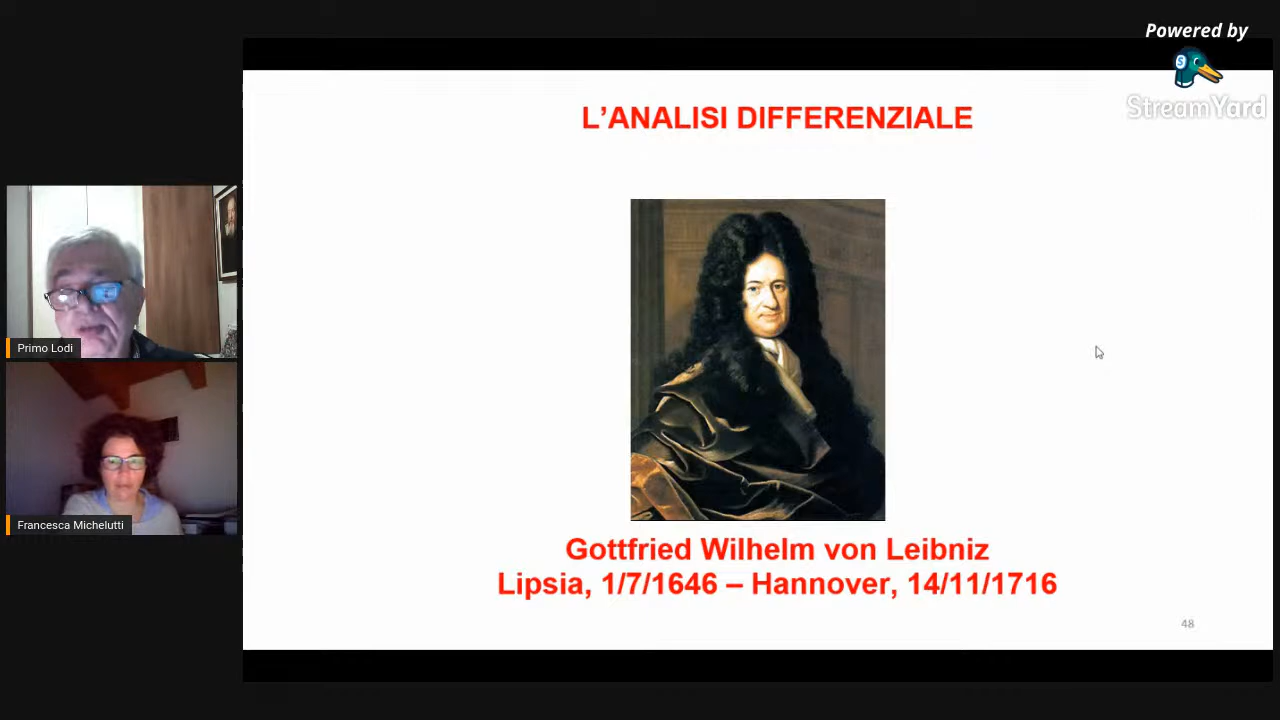 Powered by
StreamYard
L’ANALISI DIFFERENZIALE
Primo Lodi
Francesca Michelutti
Gottfried Wilhelm von Leibniz
Lipsia, 1/7/1646 – Hannover, 14/11/1716
48